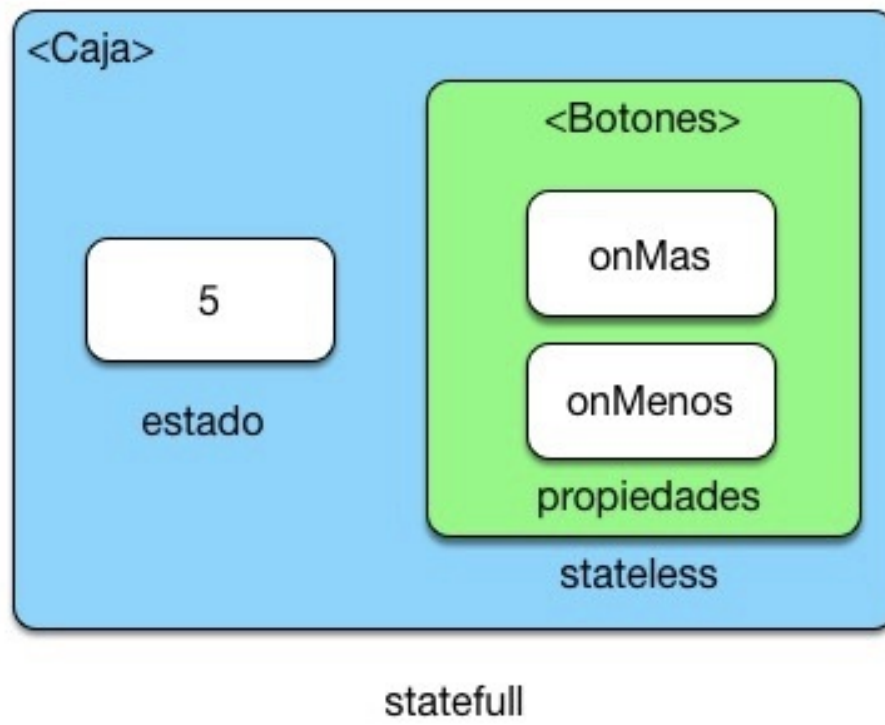 <Caja>
<Botones>
onMas
5
onMenos
estado
propiedades
stateless
statefull